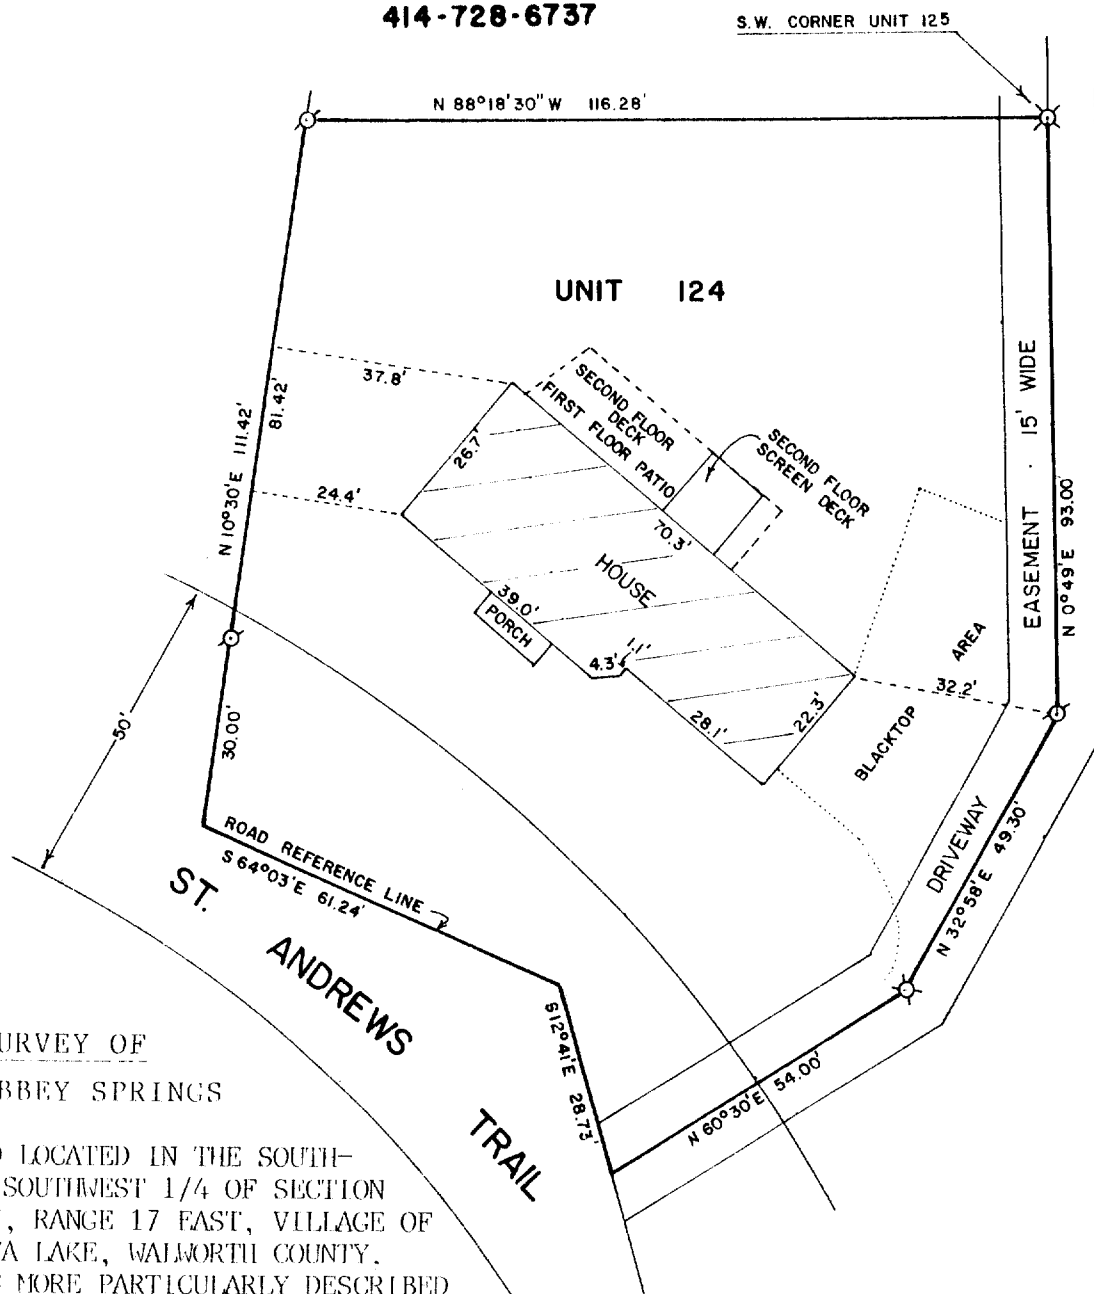 414-728-6737
S.W. CORNER UNIT 125
N 88°18'30" W 116.28'
UNIT 124
EASEMENT · 15' WIDE
N 0°49'E 93.00
N 10°30'E 111.42'
81.42'
37.8'
24.4'
26.7'
SECOND FLOOR
DECK
FIRST FLOOR PATIO
SECOND FLOOR
SCREEN DECK
70.3'
HOUSE
39.0'
PORCH
4.3'
1.1'
28.1'
22.3'
32.2'
BLACKTOP AREA
DRIVEWAY
N 32°58'E 49.30'
50'
30.00'
ROAD REFERENCE LINE
S 64°03'E 61.24'
ST. ANDREWS TRAIL
S 12°41'E 28.73'
N 60°30'E 54.00'
URVEY OF
BBEY SPRINGS
LOCATED IN THE SOUTH-
SOUTHWEST 1/4 OF SECTION
, RANGE 17 EAST, VILLAGE OF
A LAKE, WALWORTH COUNTY,
MORE PARTICULARLY DESCRIBED